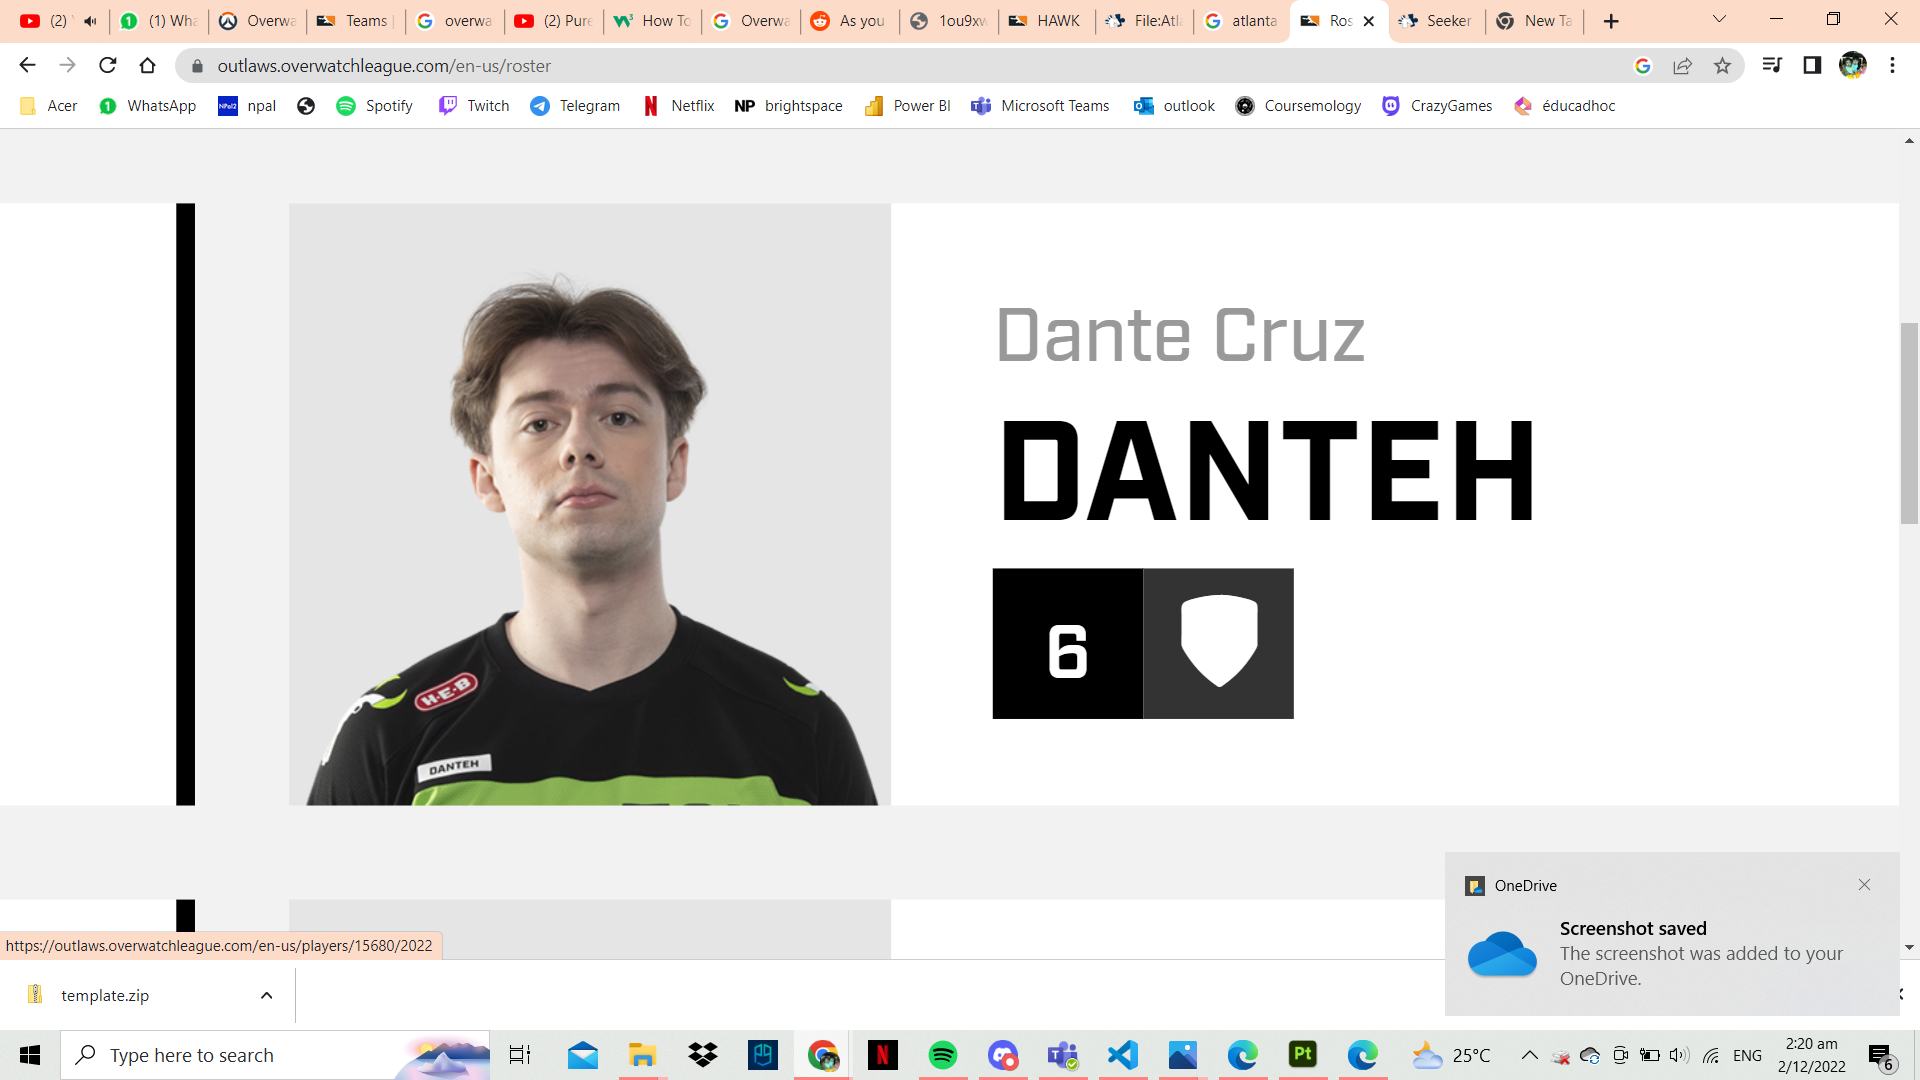 (2) 
(1) Wha
Overwa
Teams
overwa
(2) Pure
How To
Overwa
As you
1ou9xw
HAWK
File:Atla
atlanta
Ros
Seeker
New Ta
outlaws.overwatchleague.com/en-us/roster
Acer
WhatsApp
NPal2 npal
Spotify
Twitch
Telegram
Netflix
NP brightspace
Power BI
Microsoft Teams
outlook
Coursemology
CrazyGames
éducadhoc
Dante Cruz
DANTEH
6
H-E-B
DANTEH
OneDrive
Screenshot saved
The screenshot was added to your
OneDrive.
https://outlaws.overwatchleague.com/en-us/players/15680/2022
template.zip
Type here to search
Pt
25°C
ENG
2:20 am
2/12/2022
6